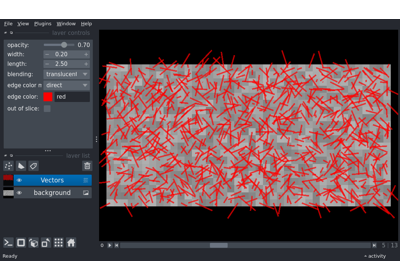 File View Plugins Window Help
layer controls
opacity: 0.70
width: 0.20
length: 2.50
blending: translucent
edge color m direct
edge color: red
out of slice:
layer list
Vectors
background
0 5 13
Ready activity